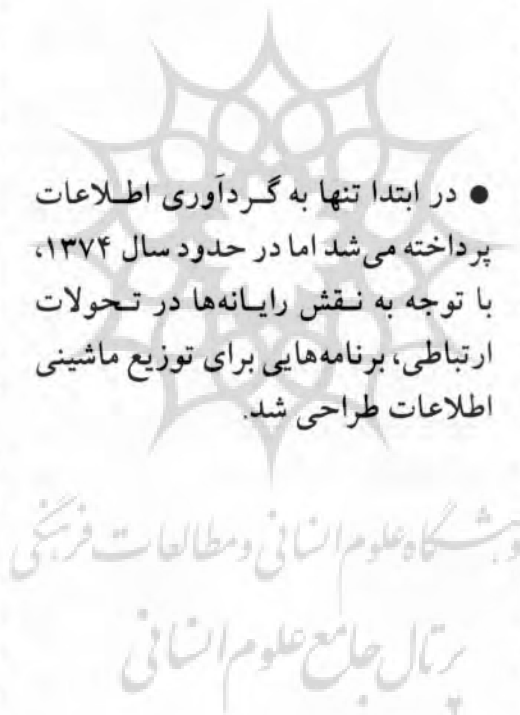 ● در ابتدا تنها به گردآوری اطلاعات
پرداخته می‌شد اما در حدود سال ۱۳۷۴،
با توجه به نقش رایانه‌ها در تحولات
ارتباطی، برنامه‌هایی برای توزیع ماشینی
اطلاعات طراحی شد.
علوم انسانی و مطالعات فرهنگی
پرتال جامع علوم انسانی